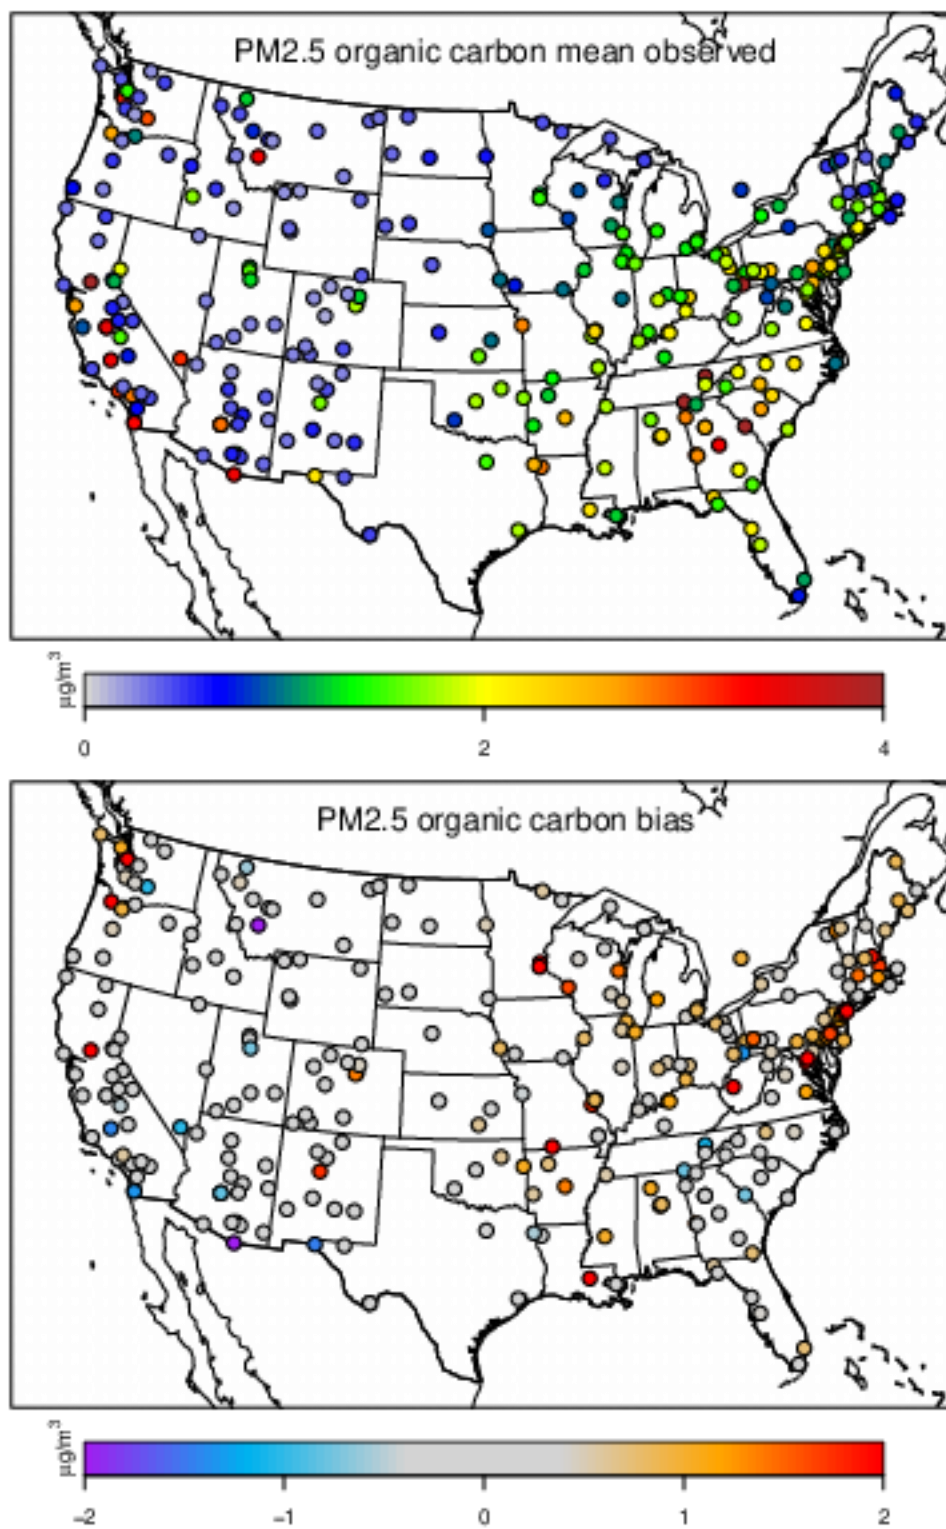 PM2.5 organic carbon mean observed
µg/m³
0 2 4
PM2.5 organic carbon bias
µg/m³
−2 −1 0 1 2